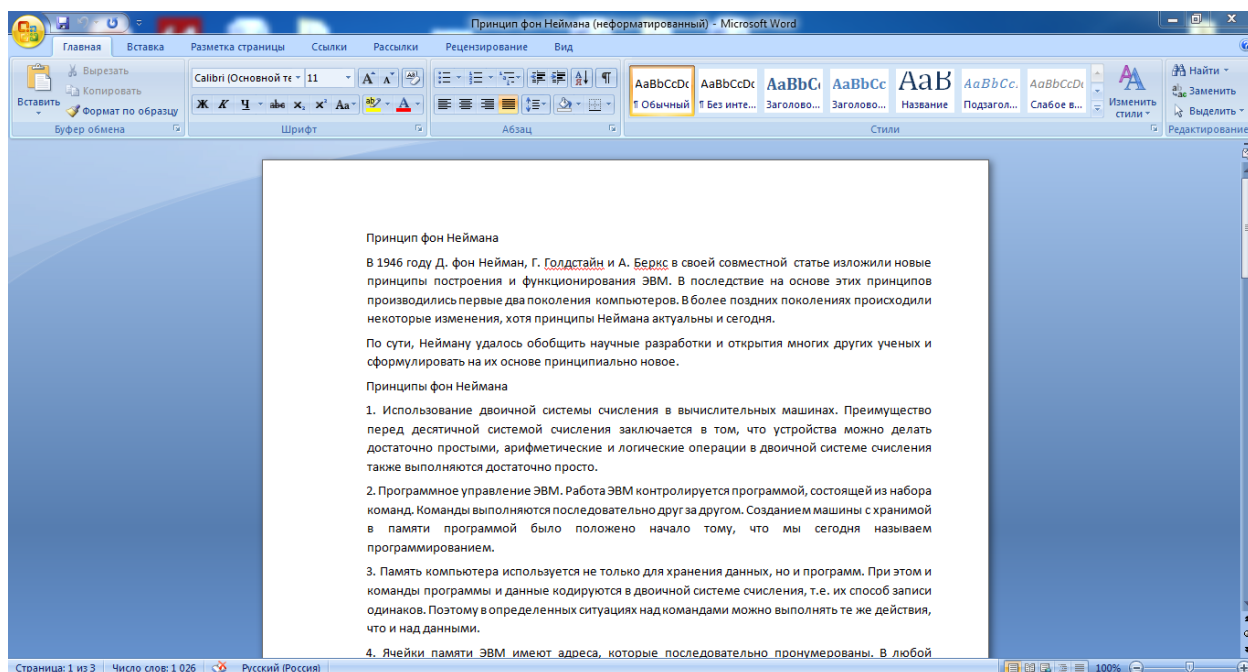 Принцип фон Неймана (неформатированный) - Microsoft Word
Главная Вставка Разметка страницы Ссылки Рассылки Рецензирование Вид
Вставить
Вырезать
Копировать
Формат по образцу
Буфер обмена
Calibri (Основной те 11
Ж К Ч abc x₂ x² Aa
Шрифт
Абзац
AaBbCcDc AaBbCcDc AaBbC AaBbCc АаВ AaBbCc. AaBbCcDc
¶ Обычный ¶ Без инте... Заголово... Заголово... Название Подзагол... Слабое в...
Изменить
стили
Стили
Найти
Заменить
Выделить
Редактирование
Принцип фон Неймана
В 1946 году Д. фон Нейман, Г. Голдстайн и А. Беркс в своей совместной статье изложили новые
принципы построения и функционирования ЭВМ. В последствие на основе этих принципов
производились первые два поколения компьютеров. В более поздних поколениях происходили
некоторые изменения, хотя принципы Неймана актуальны и сегодня.
По сути, Нейману удалось обобщить научные разработки и открытия многих других ученых и
сформулировать на их основе принципиально новое.
Принципы фон Неймана
1. Использование двоичной системы счисления в вычислительных машинах. Преимущество
перед десятичной системой счисления заключается в том, что устройства можно делать
достаточно простыми, арифметические и логические операции в двоичной системе счисления
также выполняются достаточно просто.
2. Программное управление ЭВМ. Работа ЭВМ контролируется программой, состоящей из набора
команд. Команды выполняются последовательно друг за другом. Созданием машины с хранимой
в памяти программой было положено начало тому, что мы сегодня называем
программированием.
3. Память компьютера используется не только для хранения данных, но и программ. При этом и
команды программы и данные кодируются в двоичной системе счисления, т.е. их способ записи
одинаков. Поэтому в определенных ситуациях над командами можно выполнять те же действия,
что и над данными.
4. Ячейки памяти ЭВМ имеют адреса, которые последовательно пронумерованы. В любой
Страница: 1 из 3 Число слов: 1 026 Русский (Россия) 100%